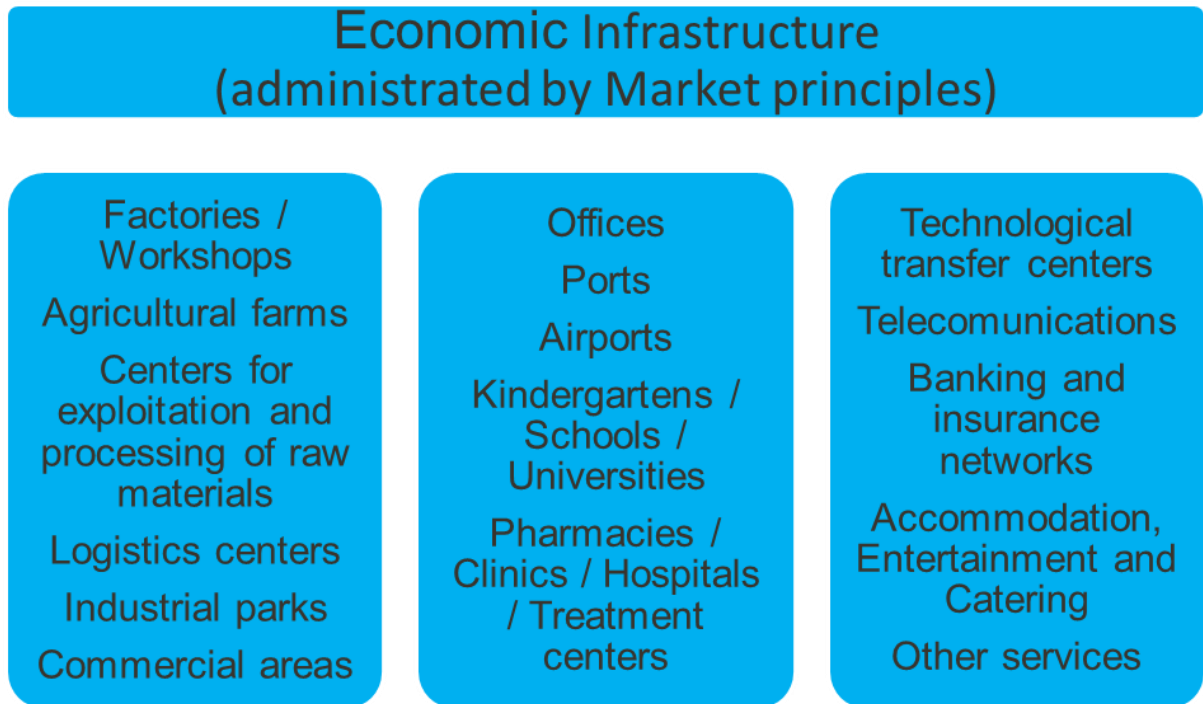 Economic Infrastructure
(administrated by Market principles)
Factories /
Workshops
Agricultural farms
Centers for
exploitation and
processing of raw
materials
Logistics centers
Industrial parks
Commercial areas
Offices
Ports
Airports
Kindergartens /
Schools /
Universities
Pharmacies /
Clinics / Hospitals
/ Treatment
centers
Technological
transfer centers
Telecomunications
Banking and
insurance
networks
Accommodation,
Entertainment and
Catering
Other services